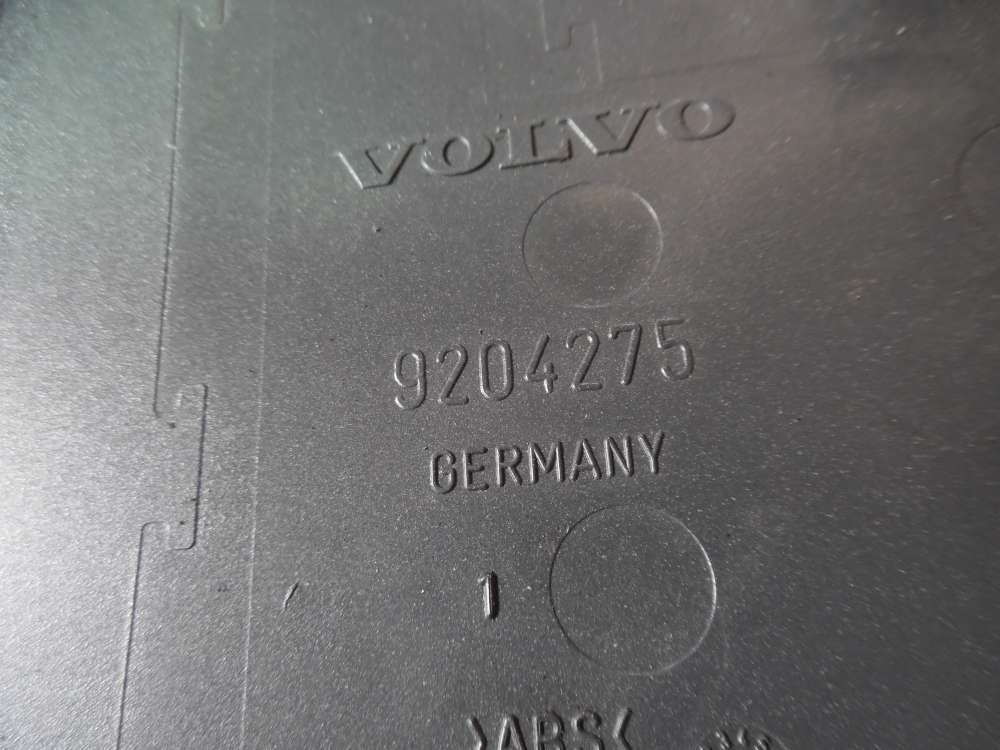 VOLVO
9204275
GERMANY
1
>ABS<